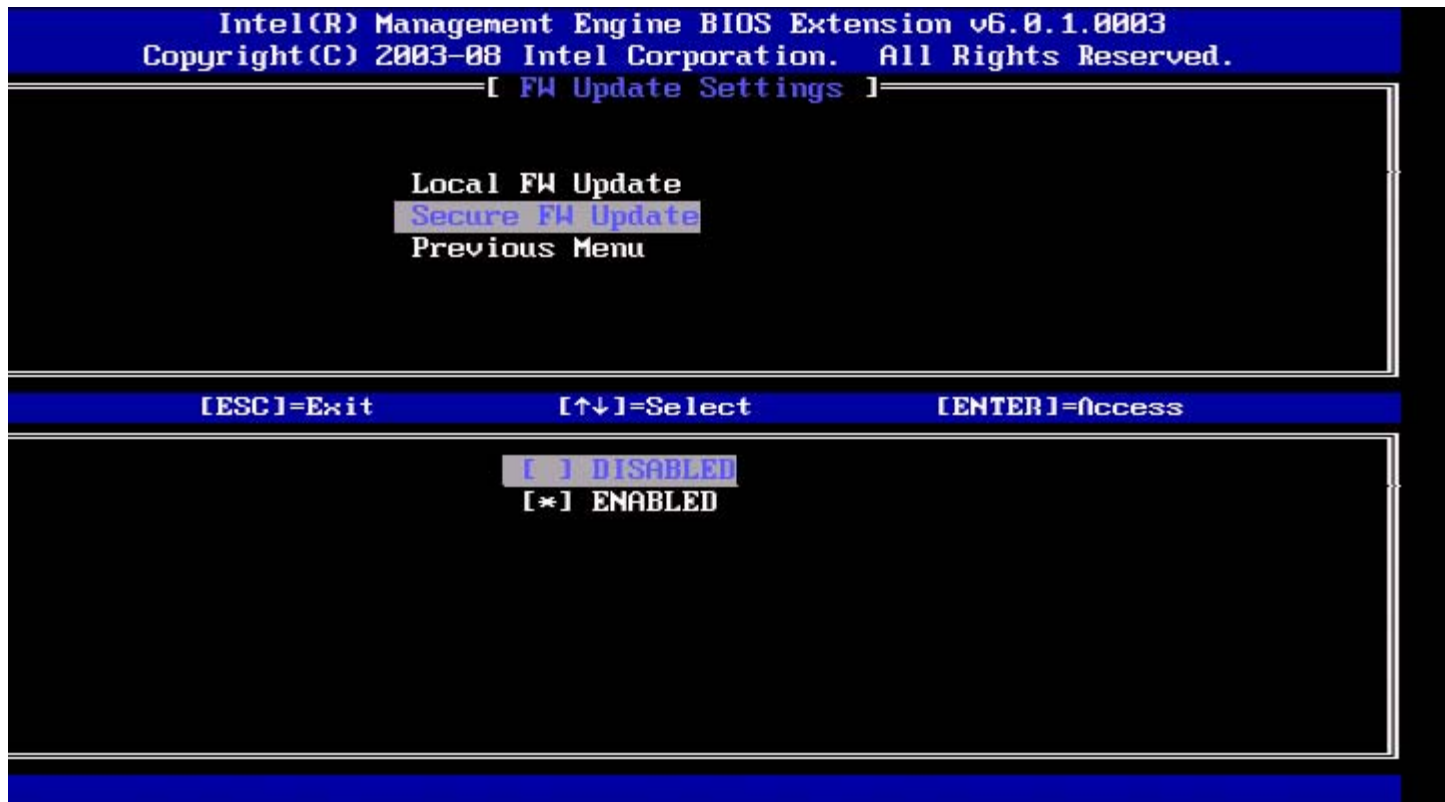 Intel(R) Management Engine BIOS Extension v6.0.1.0003
Copyright(C) 2003-08 Intel Corporation.  All Rights Reserved.
[ FW Update Settings ]
Local FW Update
Secure FW Update
Previous Menu
[ESC]=Exit [↑↓]=Select [ENTER]=Access
[ ] DISABLED
[*] ENABLED